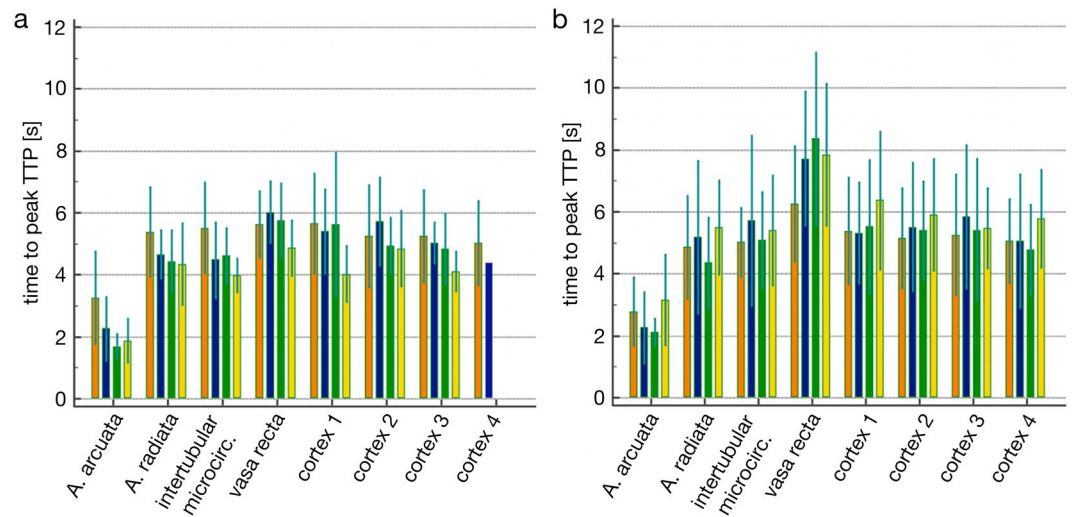 a
time to peak TTP [s]
12
10
8
6
4
2
0
A. arcuata
A. radiata
intertubular
microcirc.
vasa recta
cortex 1
cortex 2
cortex 3
cortex 4
b
time to peak TTP [s]
12
10
8
6
4
2
0
A. arcuata
A. radiata
intertubular
microcirc.
vasa recta
cortex 1
cortex 2
cortex 3
cortex 4